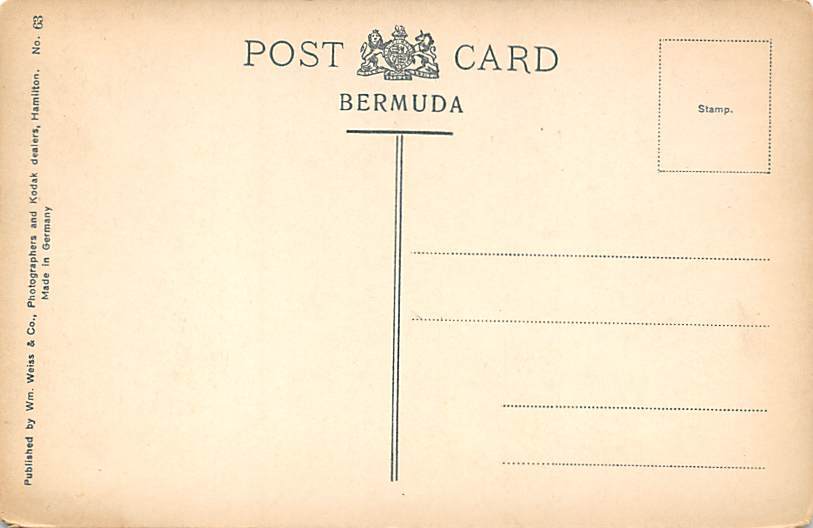 POST CARD
BERMUDA
Stamp.
Published by Wm. Weiss & Co., Photographers and Kodak dealers, Hamilton. No. 63
Made in Germany